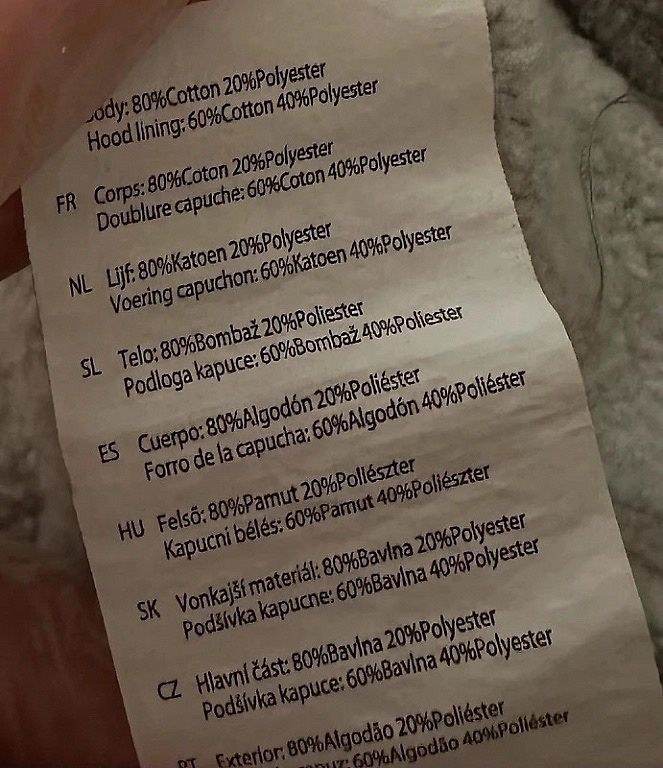 80%Cotton 20%Polyester
Hood lining: 60%Cotton 40%Polyester
FR Corps: 80%Coton 20%Polyester
Doublure capuche: 60%Coton 40%Polyester
NL Lijf: 80%Katoen 20%Polyester
Voering capuchon: 60%Katoen 40%Polyester
SL Telo: 80%Bombaž 20%Poliester
Podloga kapuce: 60%Bombaž 40%Poliester
ES Cuerpo: 80%Algodón 20%Poliéster
Forro de la capucha: 60%Algodón 40%Poliéster
HU Felső: 80%Pamut 20%Poliészter
Kapucni bélés: 60%Pamut 40%Poliészter
SK Vonkajší materiál: 80%Bavlna 20%Polyester
Podšívka kapucne: 60%Bavlna 40%Polyester
CZ Hlavní část: 80%Bavlna 20%Polyester
Podšívka kapuce: 60%Bavlna 40%Polyester
PT Exterior: 80%Algodão 20%Poliéster
60%Algodão 40%Poliéster